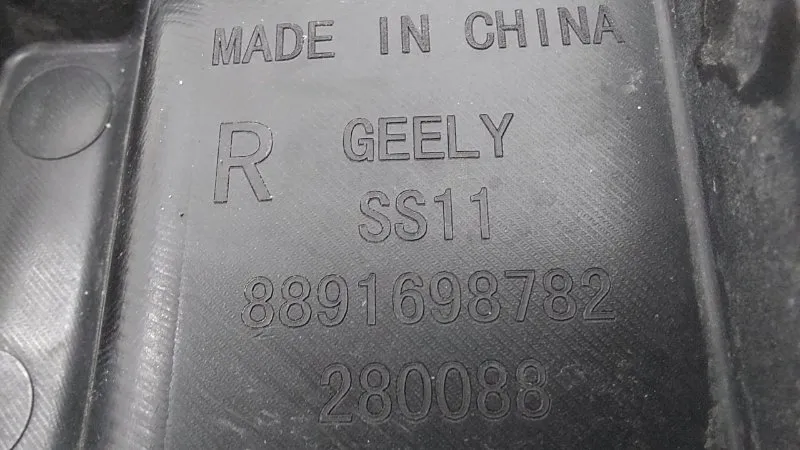 MADE IN CHINA
R GEELY
SS11
8891698782
280088